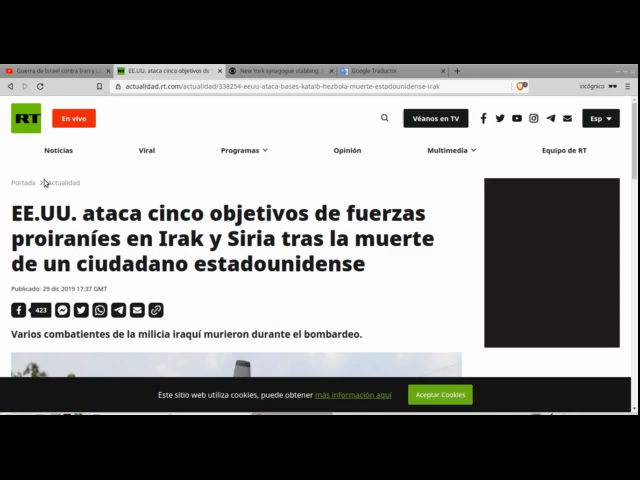 Guerra de Israel contra Iran y
EE.UU. ataca cinco objetivos de
New York synagogue stabbing
Google Traductor
actualidad.rt.com/actualidad/338254-eeuu-ataca-bases-kataib-hezbola-muerte-estadounidense-irak
Incógnico
RT
En vivo
Véanos en TV
Esp
Noticias
Viral
Programas
Opinión
Multimedia
Equipo de RT
Portada
Actualidad
EE.UU. ataca cinco objetivos de fuerzas
proiraníes en Irak y Siria tras la muerte
de un ciudadano estadounidense
Publicado: 29 dic 2019 17:37 GMT
423
Varios combatientes de la milicia iraquí murieron durante el bombardeo.
Este sitio web utiliza cookies, puede obtener más información aquí
Aceptar Cookies